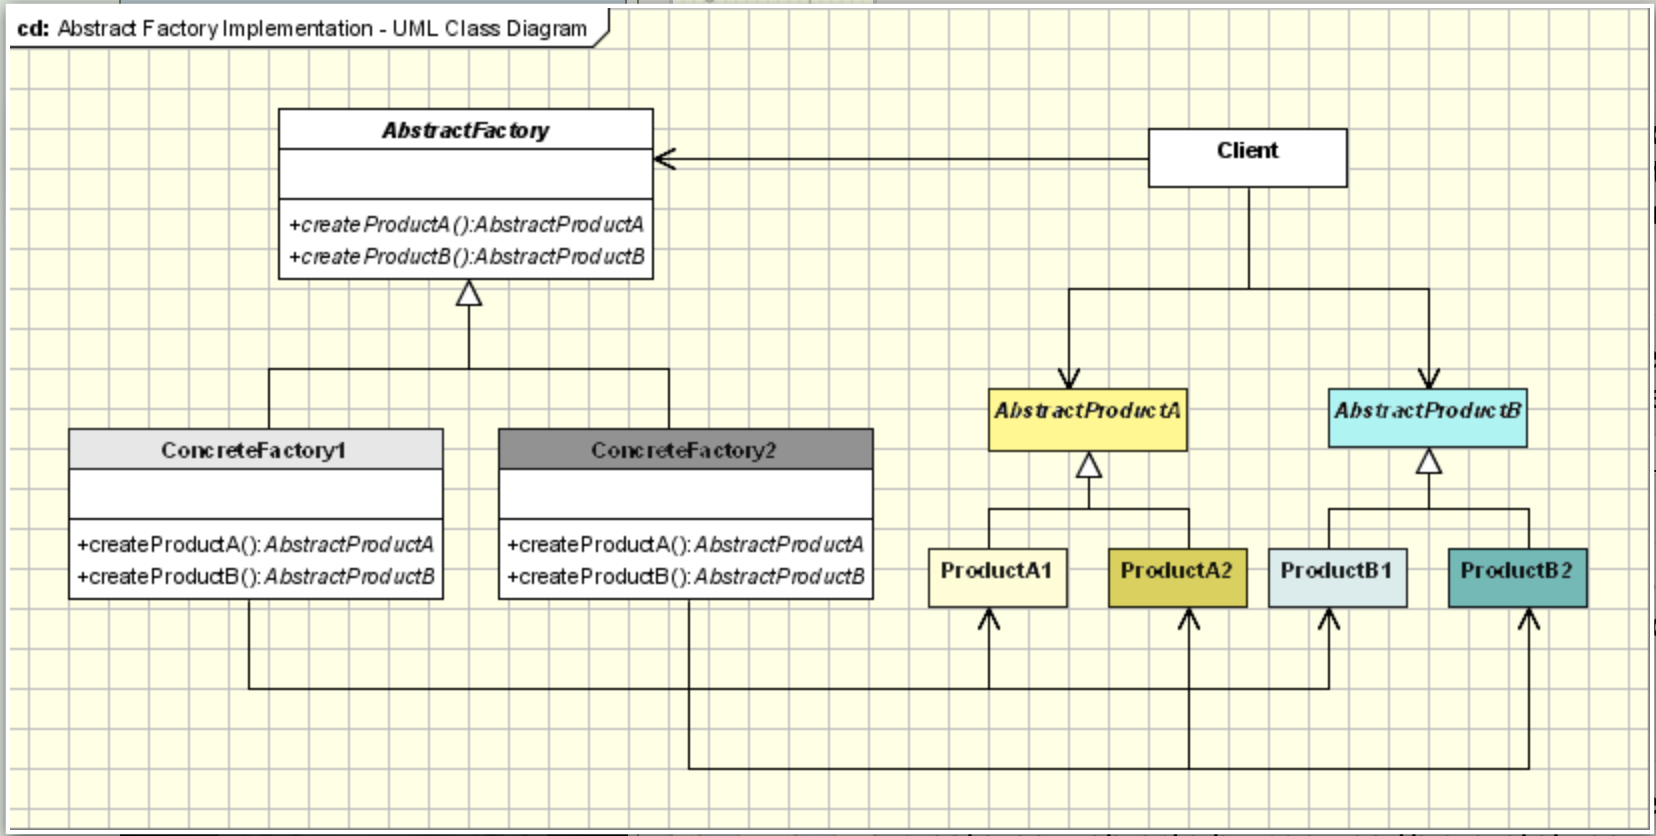 cd: Abstract Factory Implementation - UML Class Diagram
AbstractFactory
+createProductA():AbstractProductA
+createProductB():AbstractProductB
Client
AbstractProductA
AbstractProductB
ConcreteFactory1
+createProductA():AbstractProductA
+createProductB():AbstractProductB
ConcreteFactory2
+createProductA():AbstractProductA
+createProductB():AbstractProductB
ProductA1
ProductA2
ProductB1
ProductB2